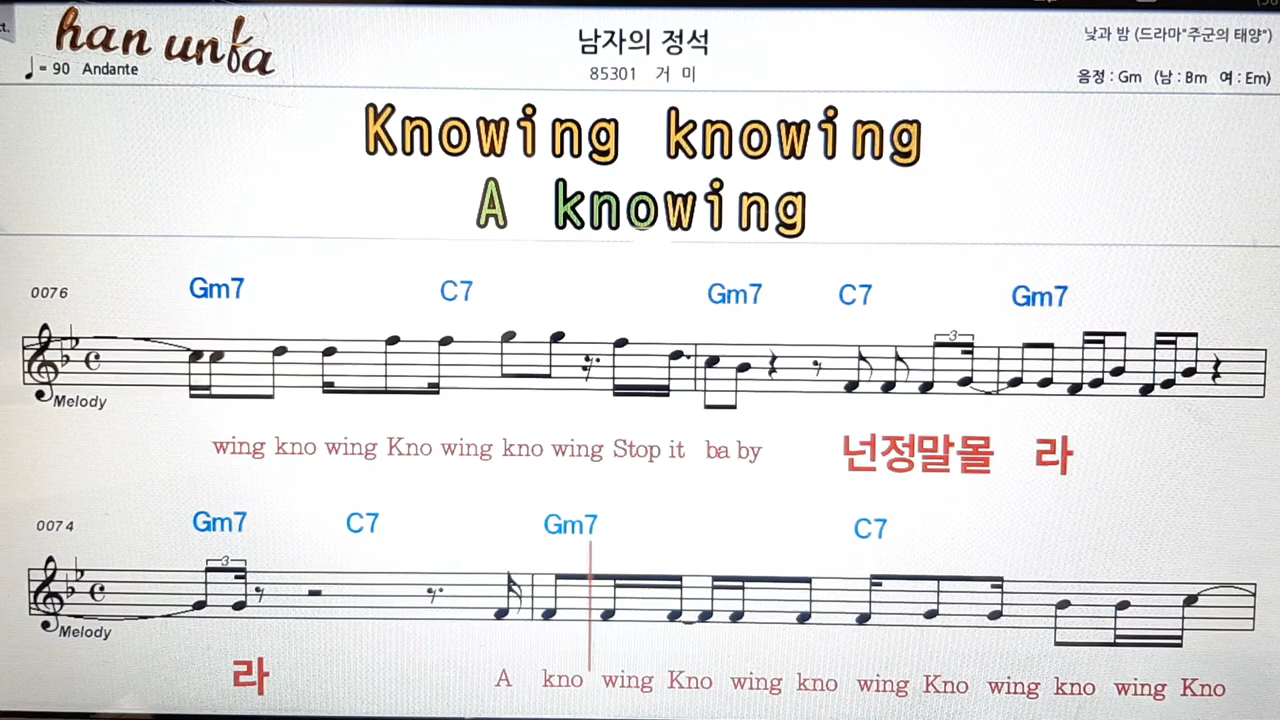 ct.
han unfa
♩= 90 Andante
남자의 정석
85301 거 미
낮과 밤 (드라마"주군의 태양")
음정 : Gm (남 : Bm 여 : Em)
Knowing knowing
A knowing
0076 Gm7 C7 Gm7 C7 Gm7
3
Melody
wing kno wing Kno wing kno wing Stop it ba by 넌정말몰 라
0074 Gm7 C7 Gm7 C7
3
Melody
라 A kno wing Kno wing kno wing Kno wing kno wing Kno